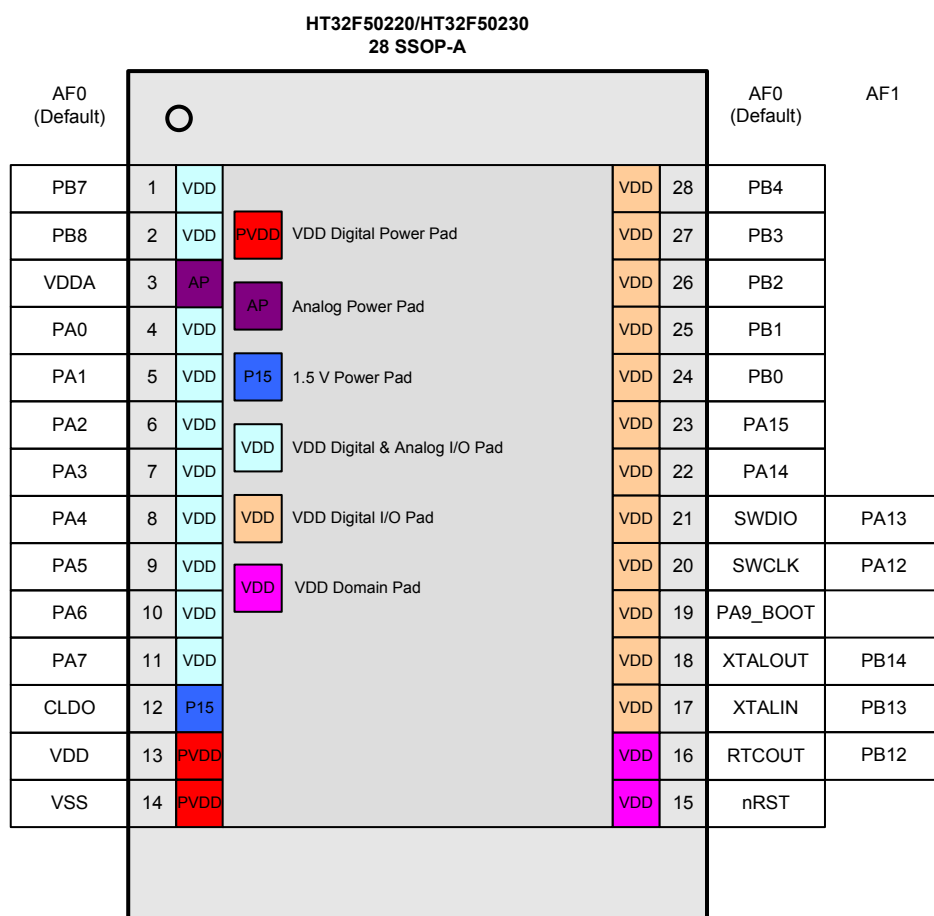 HT32F50220/HT32F50230
28 SSOP-A
AF0
(Default)
AF0
(Default)
AF1
PB7 1 VDD VDD 28 PB4
PB8 2 VDD PVDD VDD Digital Power Pad VDD 27 PB3
VDDA 3 AP VDD 26 PB2
AP Analog Power Pad
PA0 4 VDD VDD 25 PB1
PA1 5 VDD P15 1.5 V Power Pad VDD 24 PB0
PA2 6 VDD VDD 23 PA15
VDD VDD Digital & Analog I/O Pad
PA3 7 VDD VDD 22 PA14
PA4 8 VDD VDD VDD Digital I/O Pad VDD 21 SWDIO PA13
PA5 9 VDD VDD 20 SWCLK PA12
VDD VDD Domain Pad
PA6 10 VDD VDD 19 PA9_BOOT
PA7 11 VDD VDD 18 XTALOUT PB14
CLDO 12 P15 VDD 17 XTALIN PB13
VDD 13 PVDD VDD 16 RTCOUT PB12
VSS 14 PVDD VDD 15 nRST